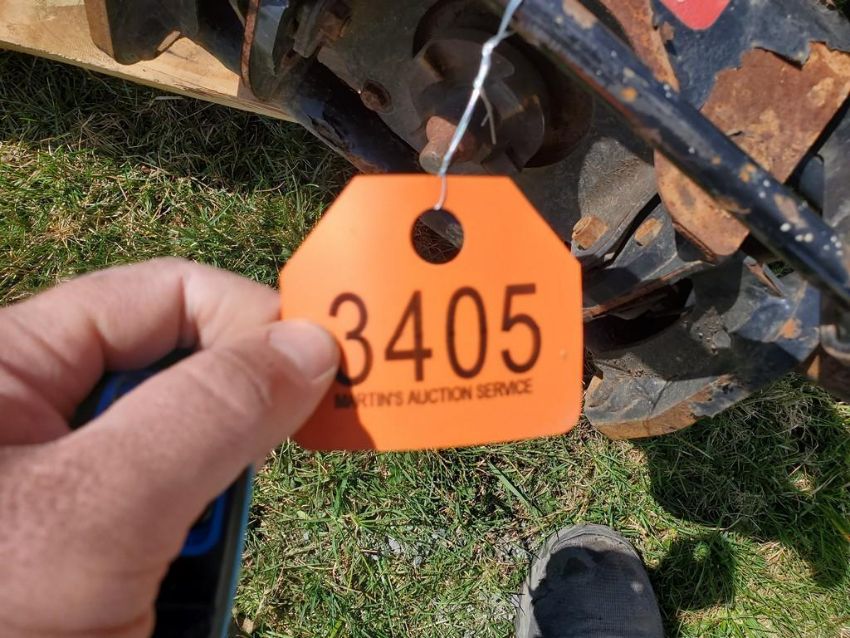 3405
MARTIN'S AUCTION SERVICE